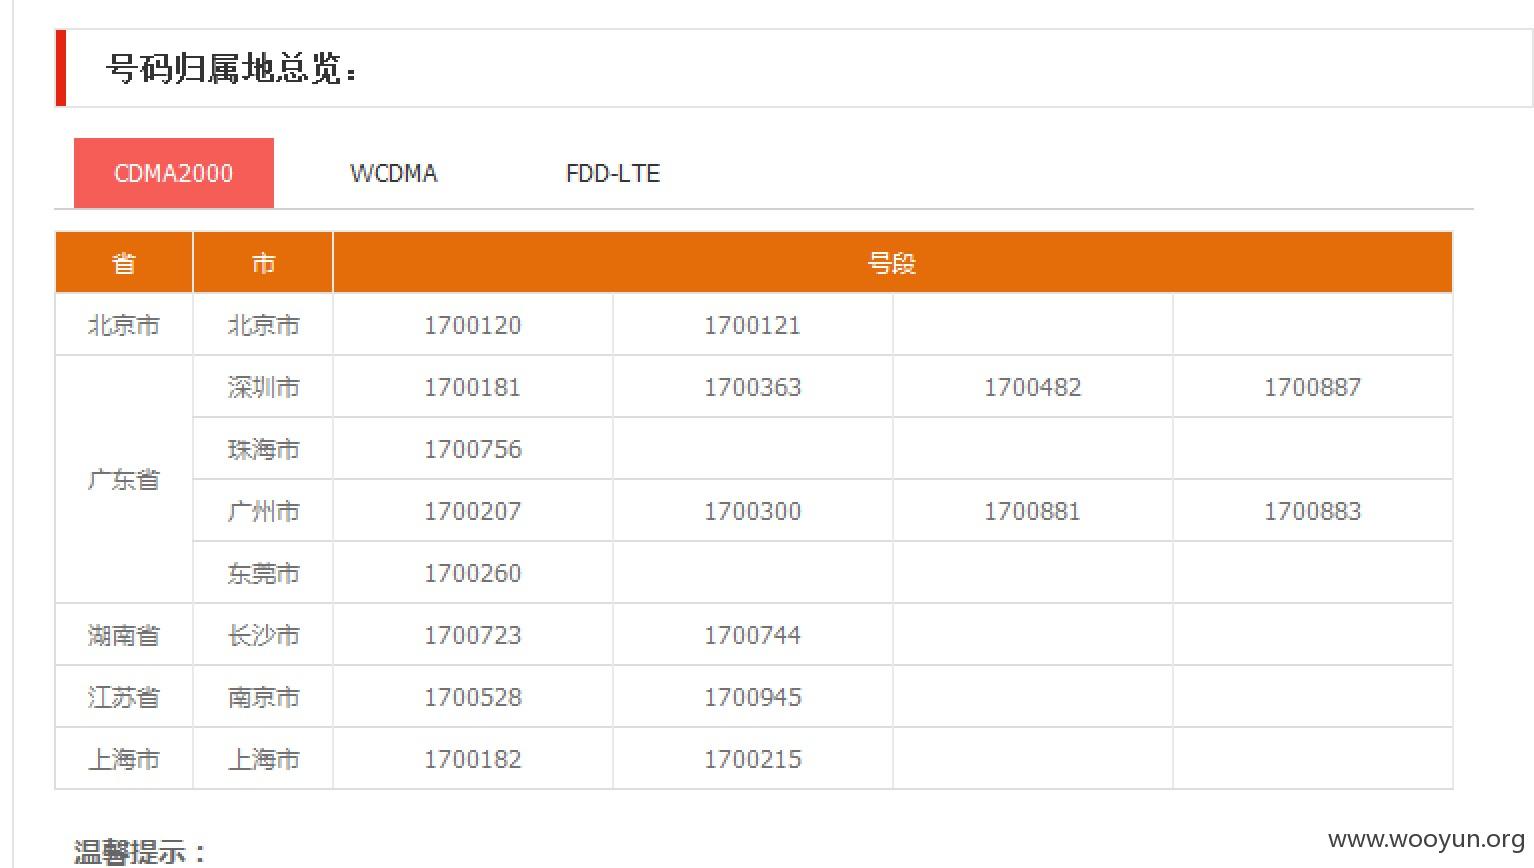 号码归属地总览：
CDMA2000 WCDMA FDD-LTE
省 市 号段
北京市 北京市 1700120 1700121
深圳市 1700181 1700363 1700482 1700887
珠海市 1700756
广东省
广州市 1700207 1700300 1700881 1700883
东莞市 1700260
湖南省 长沙市 1700723 1700744
江苏省 南京市 1700528 1700945
上海市 上海市 1700182 1700215
温馨提示：
www.wooyun.org